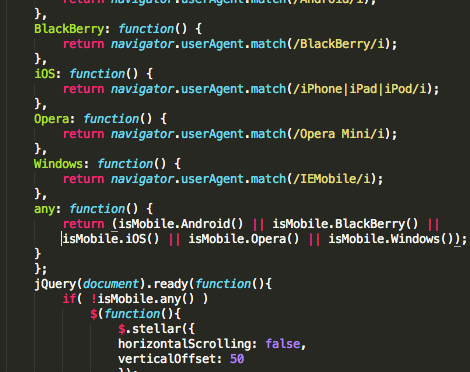 return navigator.userAgent.match(/Android/i);
},
BlackBerry: function() {
return navigator.userAgent.match(/BlackBerry/i);
},
iOS: function() {
return navigator.userAgent.match(/iPhone|iPad|iPod/i);
},
Opera: function() {
return navigator.userAgent.match(/Opera Mini/i);
},
Windows: function() {
return navigator.userAgent.match(/IEMobile/i);
},
any: function() {
return (isMobile.Android() || isMobile.BlackBerry() ||
isMobile.iOS() || isMobile.Opera() || isMobile.Windows());
}
};
jQuery(document).ready(function(){
if( !isMobile.any() )
$(function(){
$.stellar({
horizontalScrolling: false,
verticalOffset: 50
});